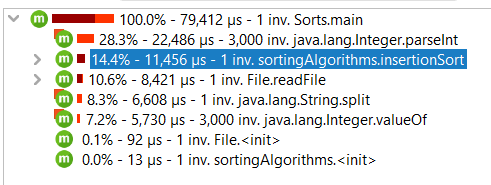 m 100.0% - 79,412 µs - 1 inv. Sorts.main
m 28.3% - 22,486 µs - 3,000 inv. java.lang.Integer.parseInt
m 14.4% - 11,456 µs - 1 inv. sortingAlgorithms.insertionSort
m 10.6% - 8,421 µs - 1 inv. File.readFile
m 8.3% - 6,608 µs - 1 inv. java.lang.String.split
m 7.2% - 5,730 µs - 3,000 inv. java.lang.Integer.valueOf
m 0.1% - 92 µs - 1 inv. File.<init>
m 0.0% - 13 µs - 1 inv. sortingAlgorithms.<init>